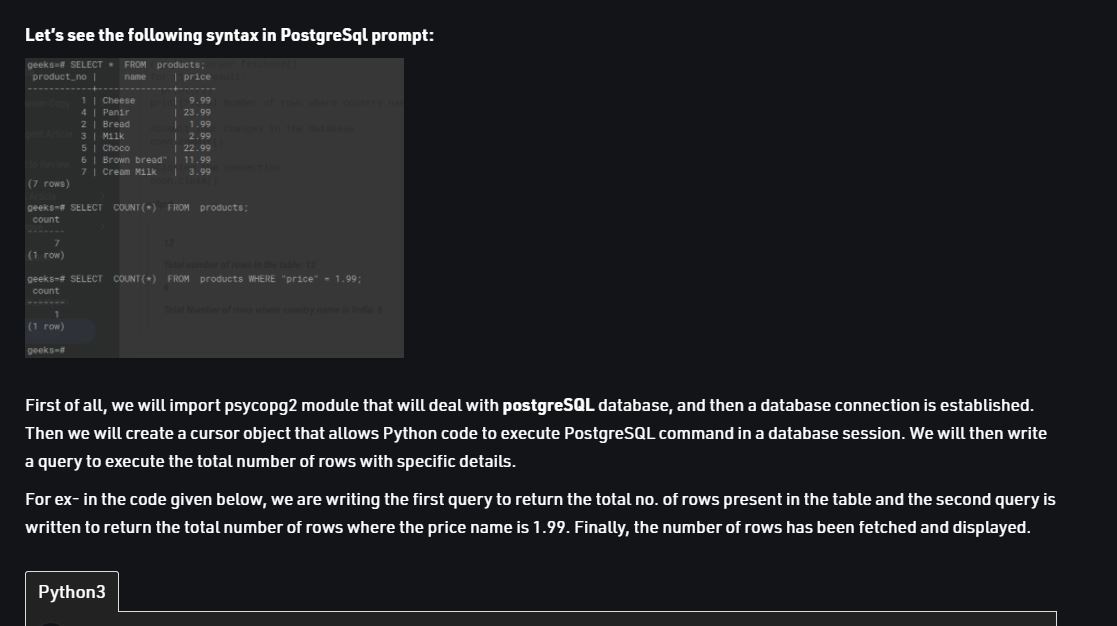 Let's see the following syntax in PostgreSql prompt:
geeks=# SELECT * FROM products;
product_no | name | price
------------+-------------+-------
1 | Cheese | 9.99
4 | Panir | 23.99
2 | Bread | 1.99
3 | Milk | 2.99
5 | Choco | 22.99
6 | Brown bread" | 11.99
7 | Cream Milk | 3.99
(7 rows)
geeks=# SELECT COUNT(*) FROM products;
count
-------
7
(1 row)
geeks=# SELECT COUNT(*) FROM products WHERE "price" = 1.99;
count
-------
1
(1 row)
geeks=#
First of all, we will import psycopg2 module that will deal with postgreSQL database, and then a database connection is established.
Then we will create a cursor object that allows Python code to execute PostgreSQL command in a database session. We will then write
a query to execute the total number of rows with specific details.
For ex- in the code given below, we are writing the first query to return the total no. of rows present in the table and the second query is
written to return the total number of rows where the price name is 1.99. Finally, the number of rows has been fetched and displayed.
Python3